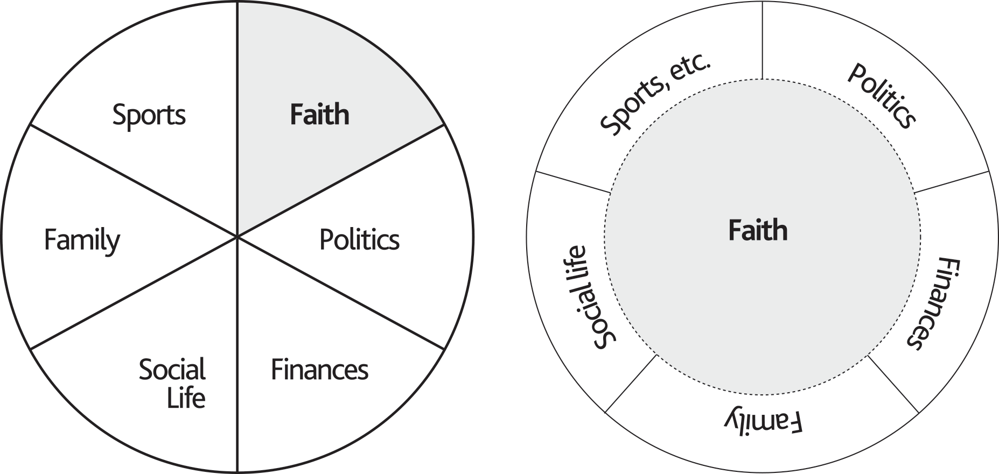 Sports
Faith
Family
Politics
Social
Life
Finances
Sports, etc.
Politics
Faith
Social life
Finances
Family